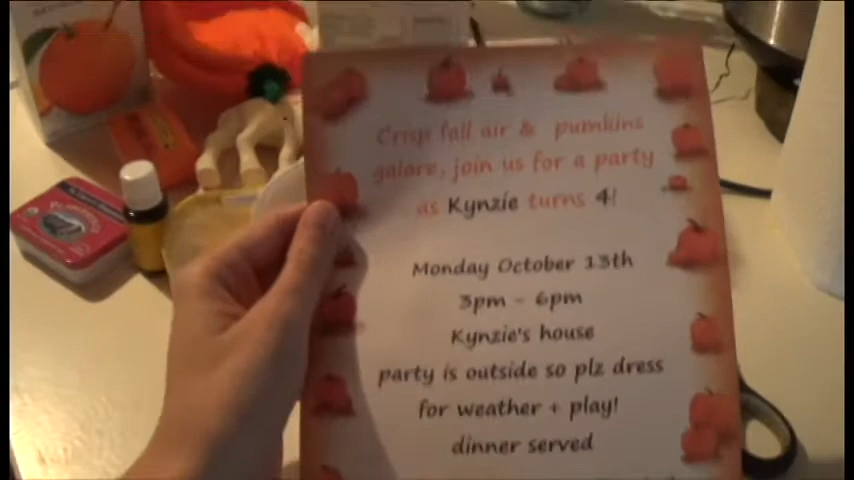 Crisp fall air & pumkins
galore, join us for a party
as Kynzie turns 4!
Monday October 13th
3pm - 6pm
Kynzie's house
party is outside so plz dress
for weather + play!
dinner served